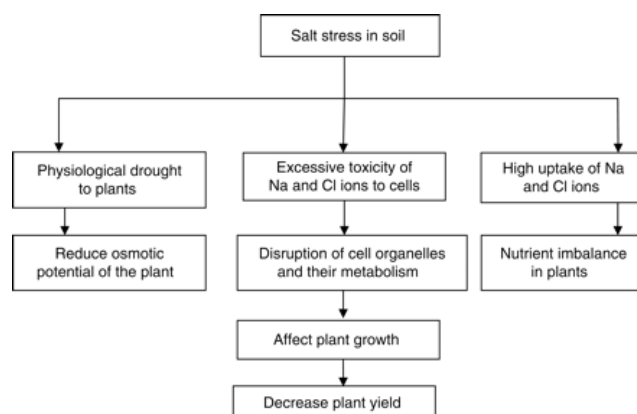 Salt stress in soil
Physiological drought
to plants
Excessive toxicity of
Na and Cl ions to cells
High uptake of Na
and Cl ions
Reduce osmotic
potential of the plant
Disruption of cell organelles
and their metabolism
Nutrient imbalance
in plants
Affect plant growth
Decrease plant yield